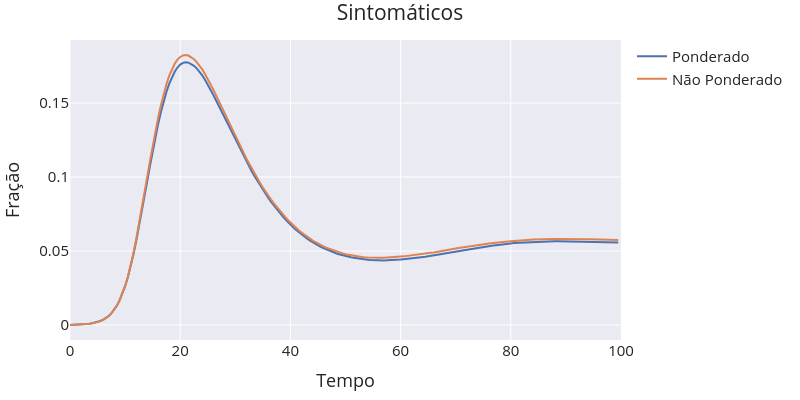 Sintomáticos
Ponderado
Não Ponderado
0.15
0.1
0.05
0
Fração
0 20 40 60 80 100
Tempo